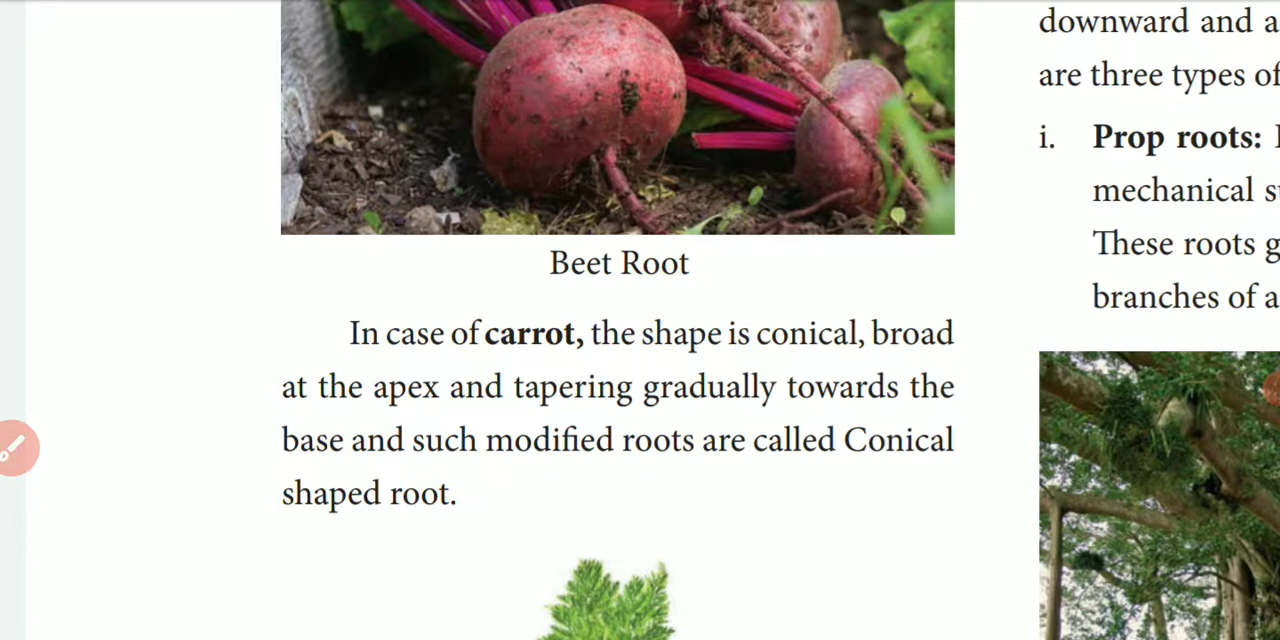 Beet Root
In case of carrot, the shape is conical, broad
at the apex and tapering gradually towards the
base and such modified roots are called Conical
shaped root.
downward and a
are three types of
i. Prop roots:
mechanical
These roots
branches of a